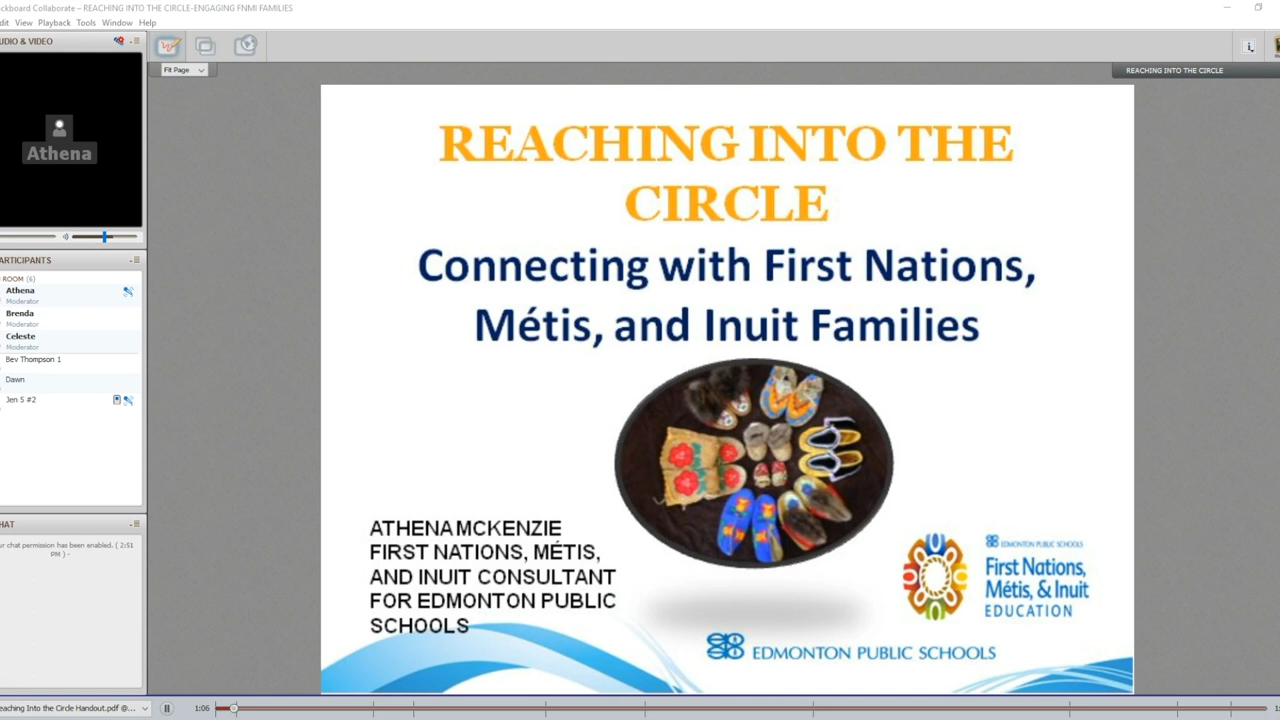 ckboard Collaborate – REACHING INTO THE CIRCLE-ENGAGING FNMI FAMILIES
dit View Playback Tools Window Help
UDIO & VIDEO
Fit Page
REACHING INTO THE CIRCLE
Athena
ARTICIPANTS
ROOM (6)
Athena
Moderator
Brenda
Moderator
Celeste
Moderator
Bev Thompson 1
Dawn
Jen 5 #2
HAT
ur chat permission has been enabled. ( 2:51
PM ) -
REACHING INTO THE
CIRCLE
Connecting with First Nations,
Métis, and Inuit Families
ATHENA MCKENZIE
FIRST NATIONS, MÉTIS,
AND INUIT CONSULTANT
FOR EDMONTON PUBLIC
SCHOOLS
EDMONTON PUBLIC SCHOOLS
First Nations,
Métis, & Inuit
EDUCATION
EDMONTON PUBLIC SCHOOLS
eaching Into the Circle Handout.pdf @...
1:06